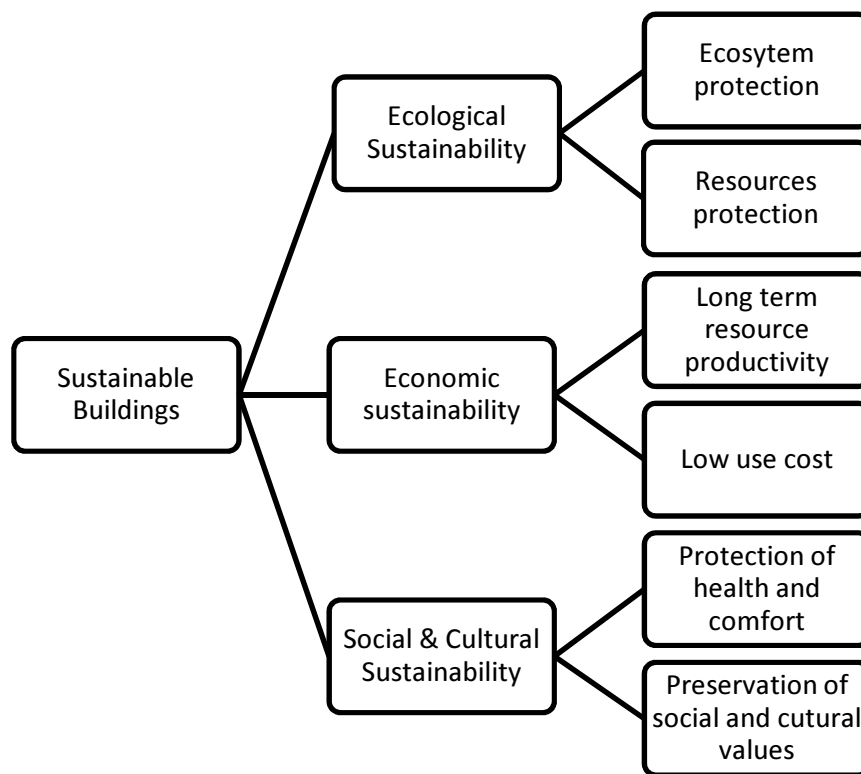 Ecosytem
protection
Ecological
Sustainability
Resources
protection
Long term
resource
productivity
Sustainable
Buildings
Economic
sustainability
Low use cost
Protection of
health and
comfort
Social & Cultural
Sustainability
Preservation of
social and cutural
values